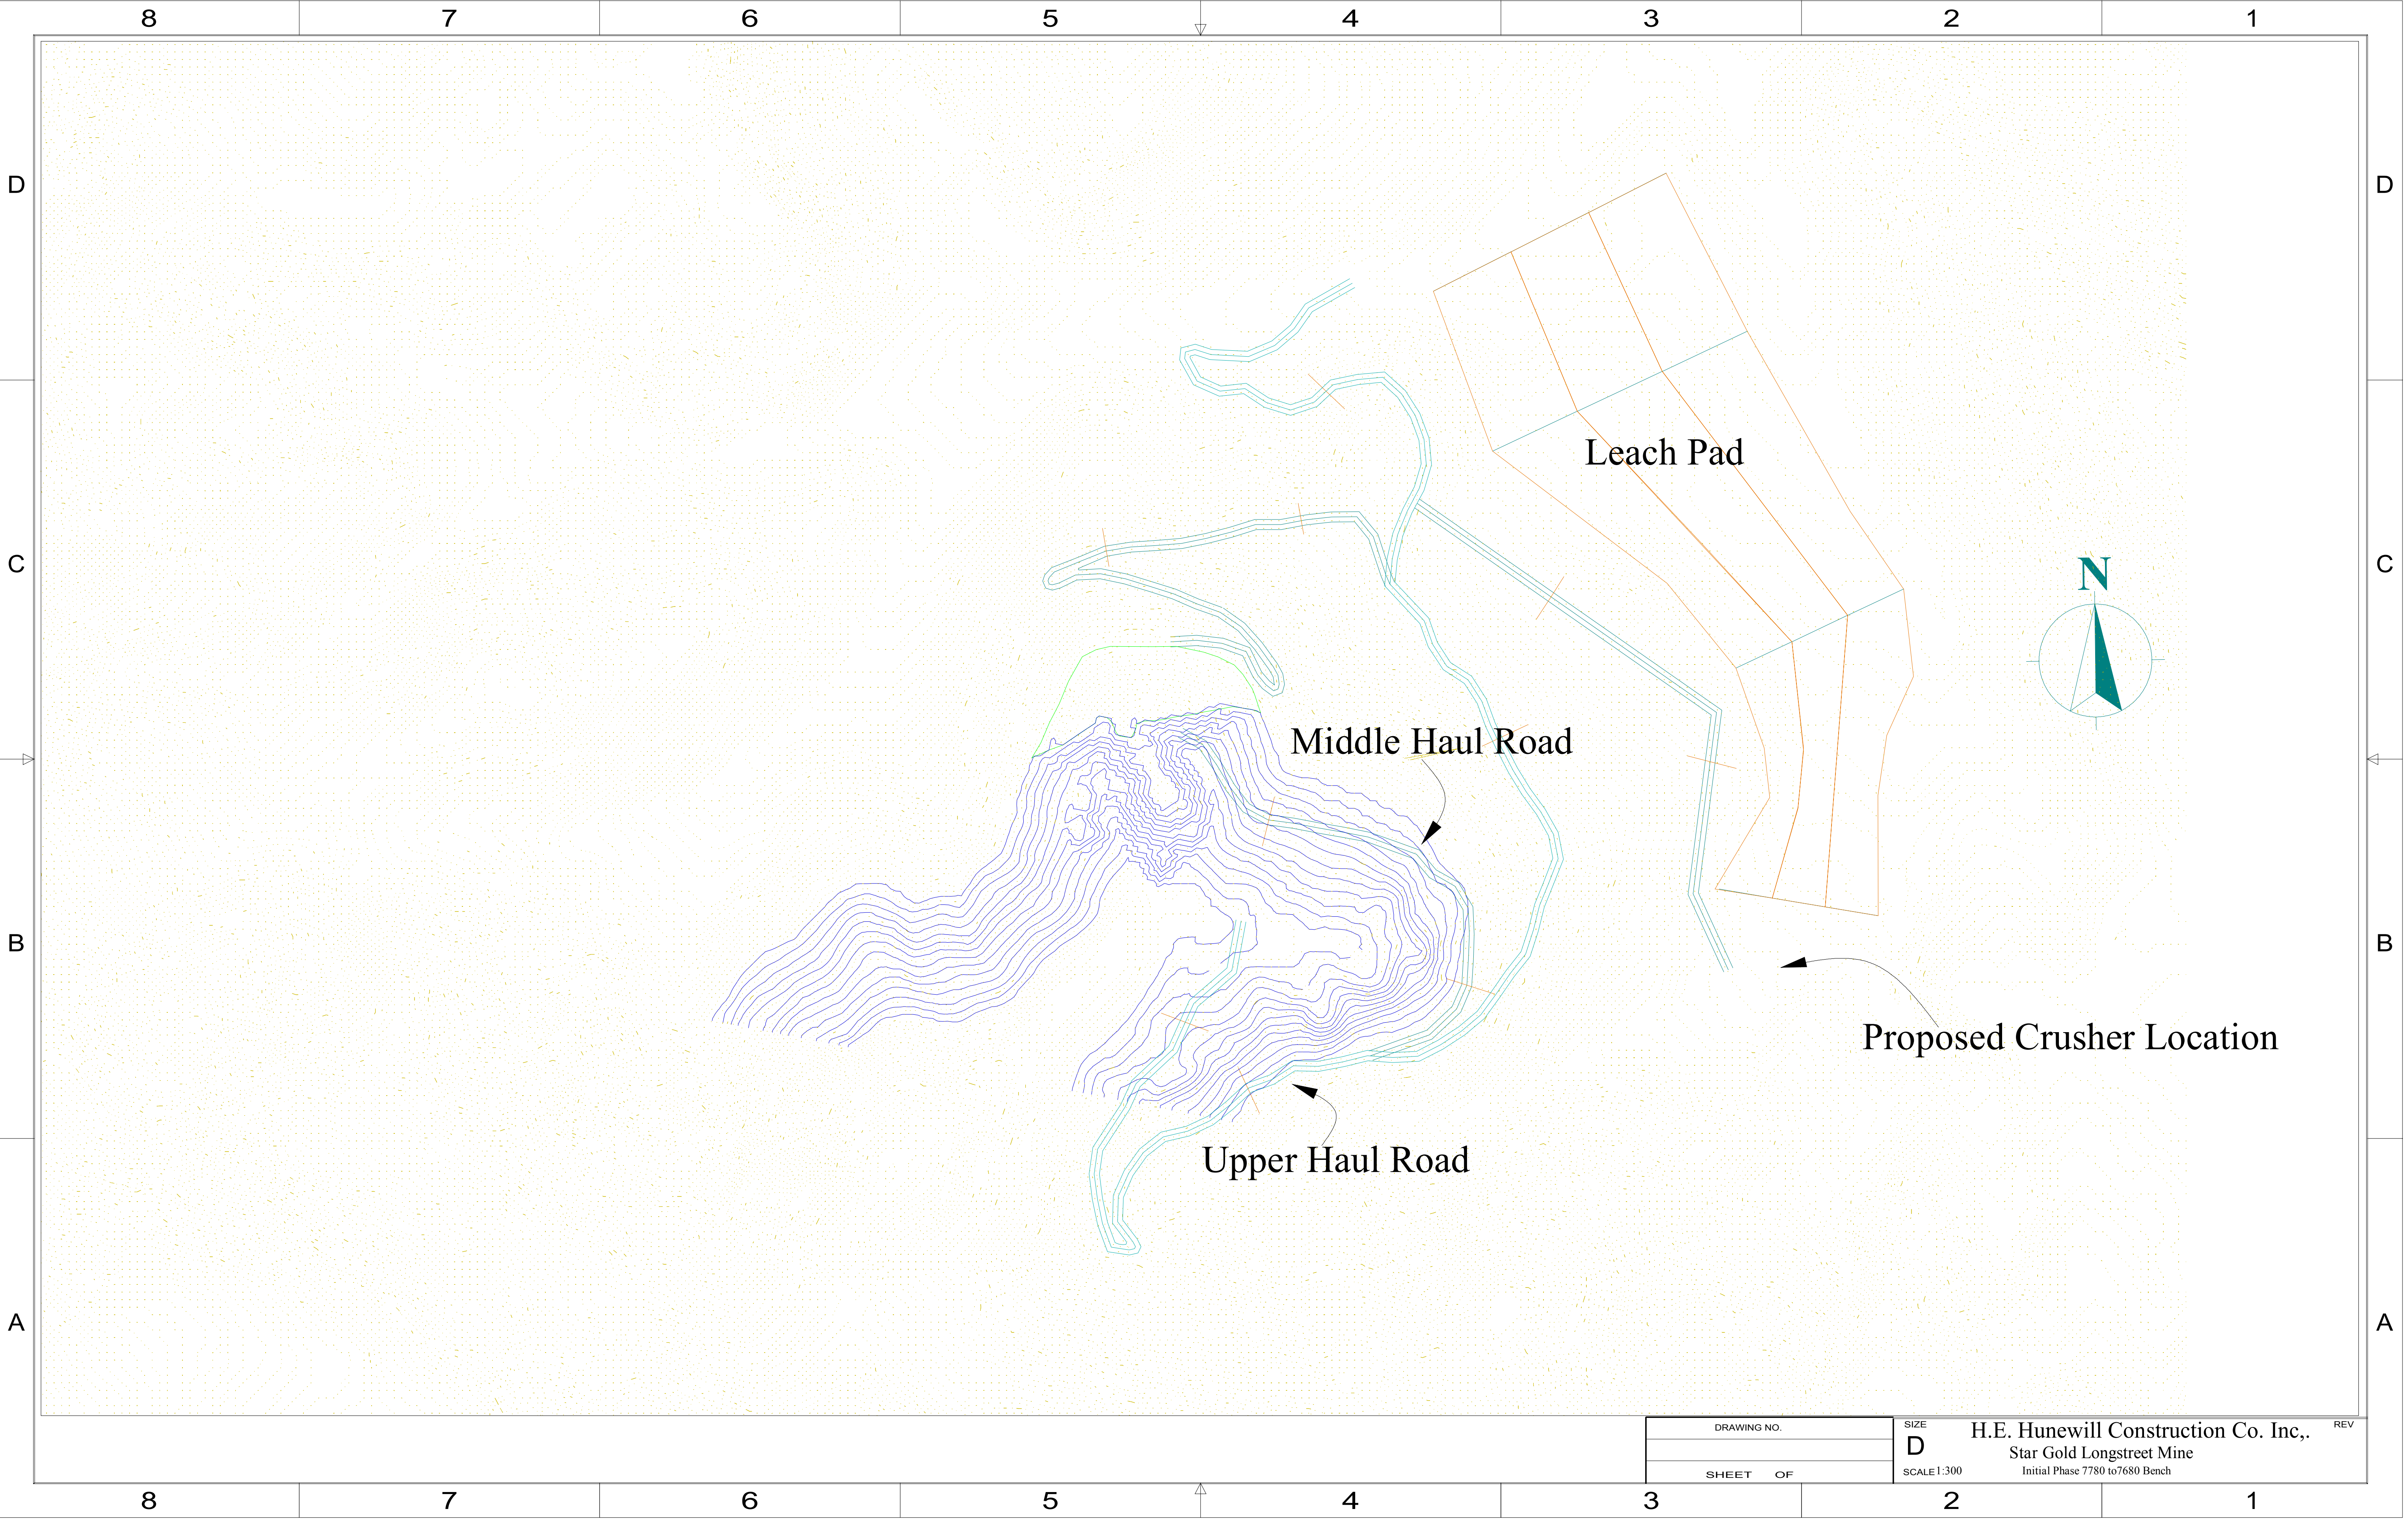 8 7 6 5 4 3 2 1
D D
Leach Pad
C C
N
Middle Haul Road
B B
Proposed Crusher Location
Upper Haul Road
A A
DRAWING NO.
SHEET OF
SIZE
D
SCALE 1:300
H.E. Hunewill Construction Co. Inc,.
REV
Star Gold Longstreet Mine
Initial Phase 7780 to7680 Bench
8 7 6 5 4 3 2 1